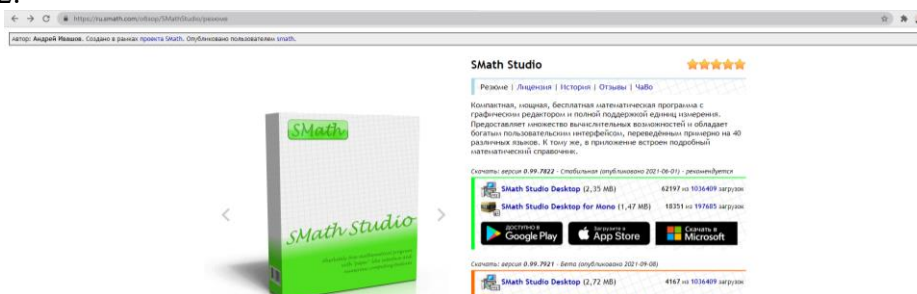 https://ru.smath.com/обзор/SMathStudio/резюме
Автор: Андрей Ивашов. Создано в рамках проекта SMath. Опубликовано пользователем smath.
SMath Studio
Резюме | Лицензия | История | Отзывы | ЧаВо
Компактная, мощная, бесплатная математическая программа с
графическим редактором и полной поддержкой единиц измерения.
Предоставляет множество вычислительных возможностей и обладает
богатым пользовательским интерфейсом, переведённым примерно на 40
различных языков. К тому же, в приложение встроен подробный
математический справочник.
Скачать: версия 0.99.7822 - Стабильная (опубликовано 2021-06-01) - рекомендуется
SMath Studio Desktop (2,35 MB) 62197 из 1036409 загрузок
SMath Studio Desktop for Mono (1,47 MB) 18351 из 197685 загрузок
ДОСТУПНО В
Google Play
Загрузите в
App Store
Скачать в
Microsoft
Скачать: версия 0.99.7921 - Бета (опубликовано 2021-09-08)
SMath Studio Desktop (2,72 MB) 4167 из 1036409 загрузок
SMath
SMath Studio